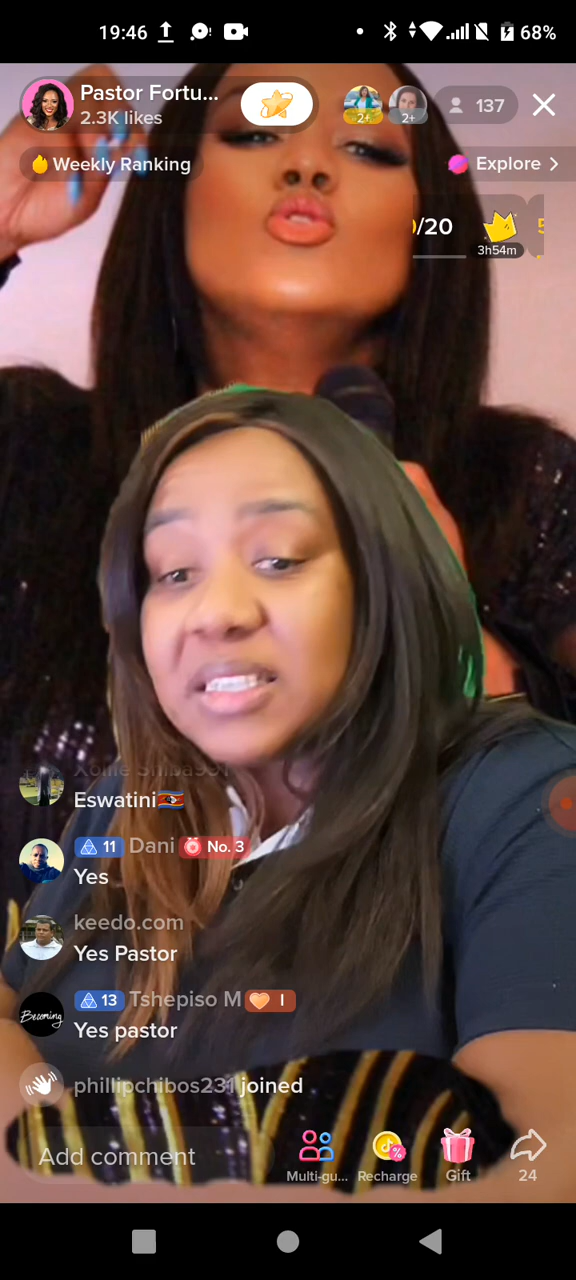 19:46
68%
Pastor Fortu...
2.3K likes
2+
2+
137
Weekly Ranking
Explore >
/20
3h54m
Eswatini🇸🇿
11 Dani No. 3
Yes
keedo.com
Yes Pastor
Becoming
13 Tshepiso M I
Yes pastor
phillipchibos231 joined
Add comment
Multi-gu...
Recharge
Gift
24